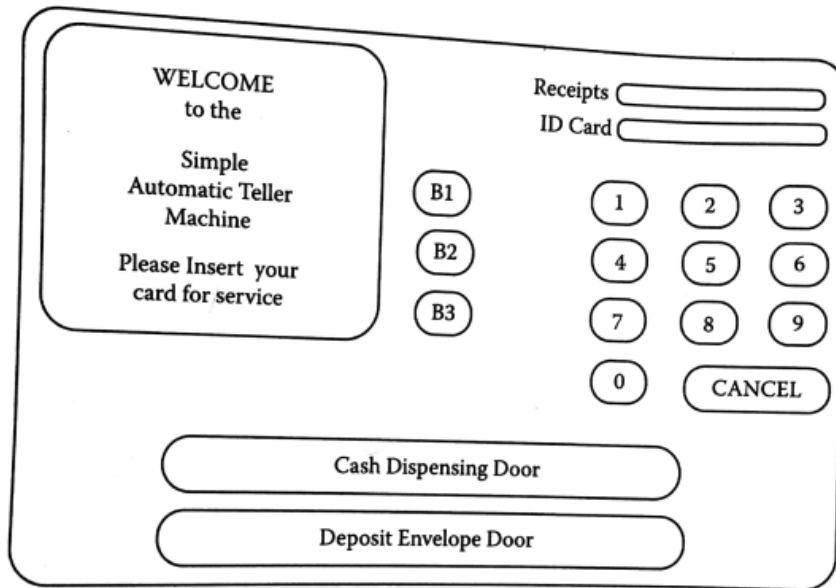 WELCOME
to the
Simple
Automatic Teller
Machine
Please Insert your
card for service
Receipts
ID Card
B1
B2
B3
1 2 3
4 5 6
7 8 9
0 CANCEL
Cash Dispensing Door
Deposit Envelope Door